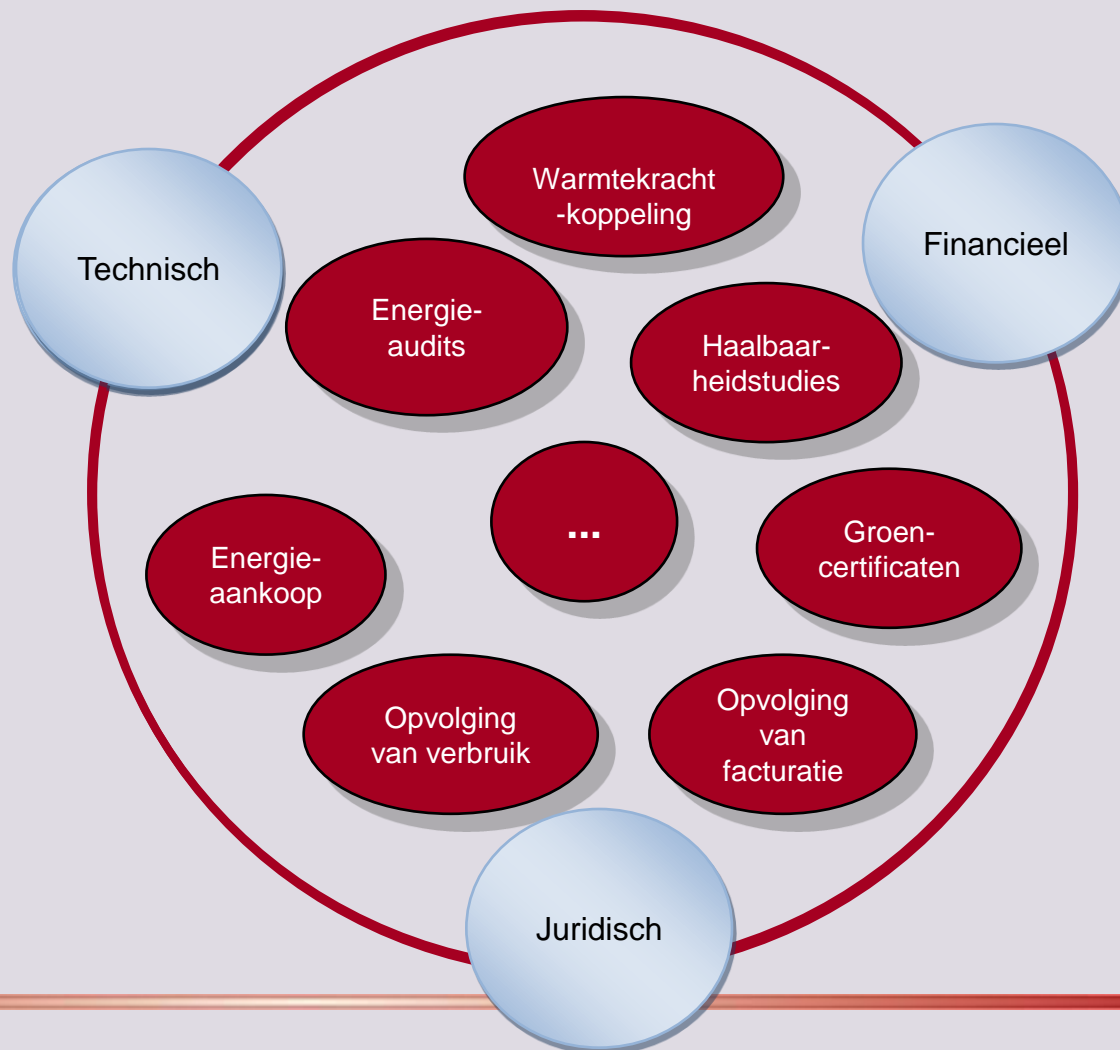 Warmtekracht
-koppeling
Technisch
Financieel
Energie-
audits
Haalbaar-
heidstudies
...
Energie-
aankoop
Groen-
certificaten
Opvolging
van verbruik
Opvolging
van
facturatie
Juridisch